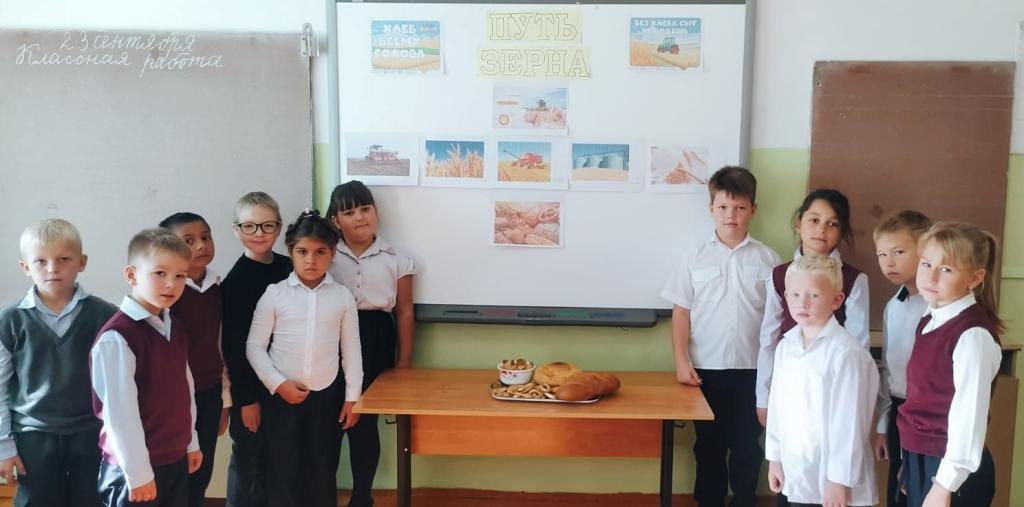 23 сентября
Классная работа
ХЛЕБ
ВСЕМУ
ГОЛОВА
ПУТЬ
ЗЕРНА
БЕЗ ХЛЕБА СЫТ
НЕ БУДЕШЬ